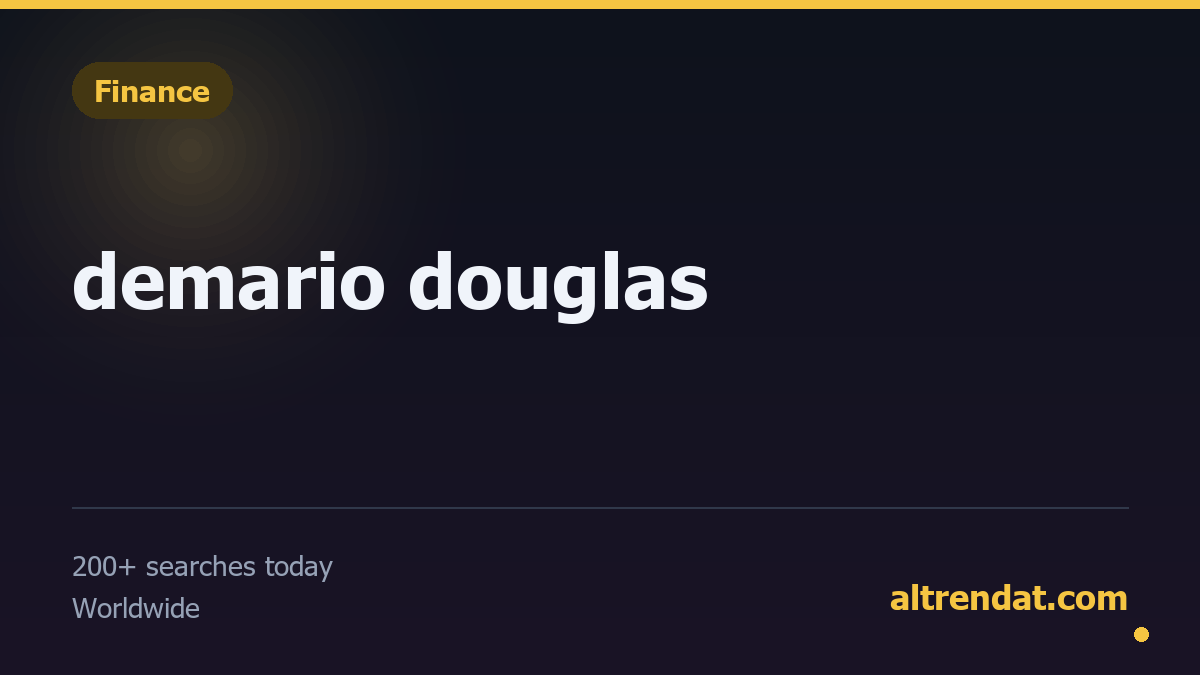 Finance
demario douglas
200+ searches today
Worldwide
altrendat.com